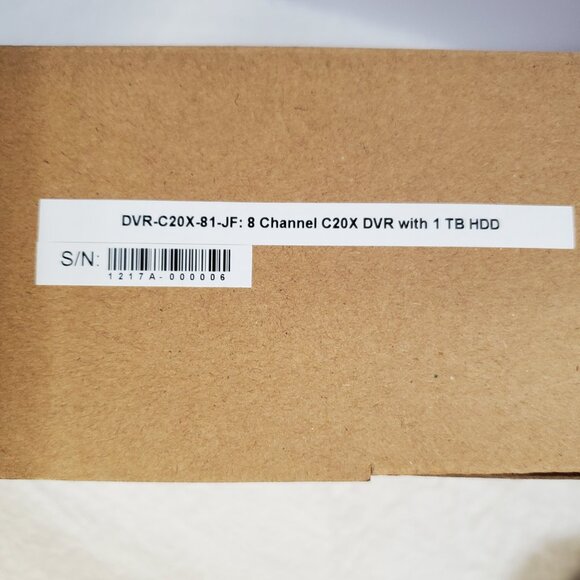 DVR-C20X-81-JF: 8 Channel C20X DVR with 1 TB HDD
S/N:
1217A-000006